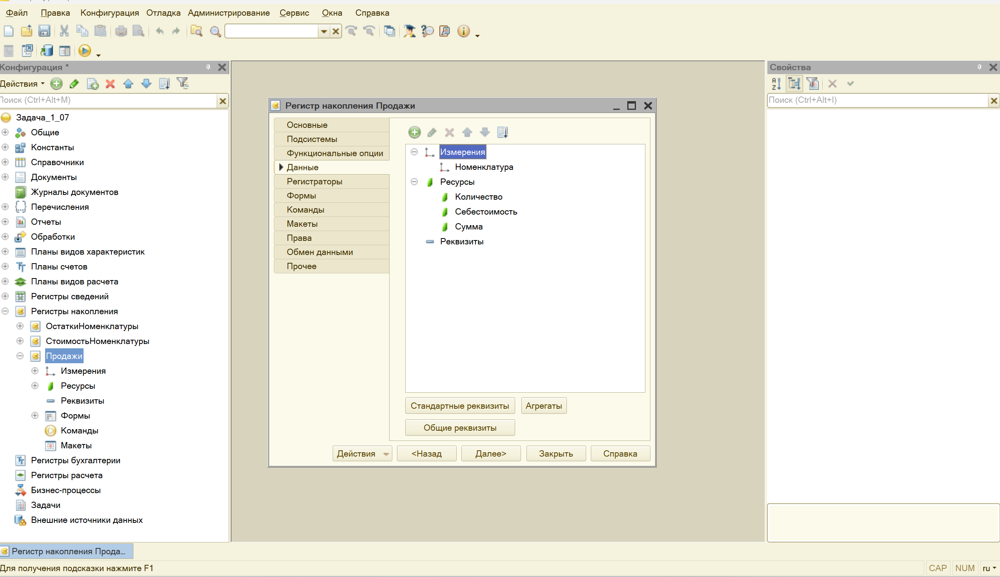 Файл Правка Конфигурация Отладка Администрирование Сервис Окна Справка
Конфигурация *
Действия
Поиск (Ctrl+Alt+M)
Задача_1_07
Общие
Константы
Справочники
Документы
Журналы документов
Перечисления
Отчеты
Обработки
Планы видов характеристик
Планы счетов
Планы видов расчета
Регистры сведений
Регистры накопления
ОстаткиНоменклатуры
СтоимостьНоменклатуры
Продажи
Измерения
Ресурсы
Реквизиты
Формы
Команды
Макеты
Регистры бухгалтерии
Регистры расчета
Бизнес-процессы
Задачи
Внешние источники данных
Регистр накопления Продажи
Основные
Подсистемы
Функциональные опции
Данные
Регистраторы
Формы
Команды
Макеты
Права
Обмен данными
Прочее
Измерения
Номенклатура
Ресурсы
Количество
Себестоимость
Сумма
Реквизиты
Стандартные реквизиты Агрегаты
Общие реквизиты
Действия <Назад Далее> Закрыть Справка
Свойства
Поиск (Ctrl+Alt+I)
Регистр накопления Прода...
Для получения подсказки нажмите F1
CAP NUM ru